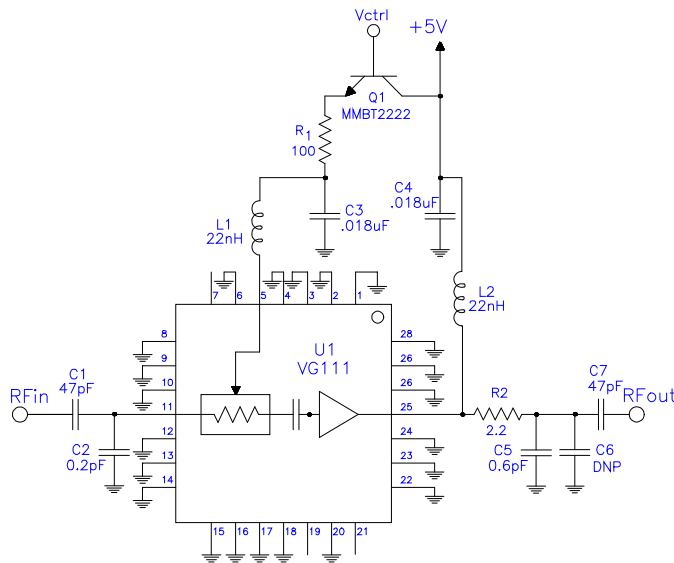 Vctrl
+5V
Q1
MMBT2222
R1
100
C4
.018uF
C3
.018uF
L1
22nH
L2
22nH
7 6 5 4 3 2 1
8
9
10
11
12
13
14
28
26
26
25
24
23
22
U1
VG111
RFin
C1
47pF
C2
0.2pF
R2
2.2
C7
47pF
RFout
C5
0.6pF
C6
DNP
15 16 17 18 19 20 21